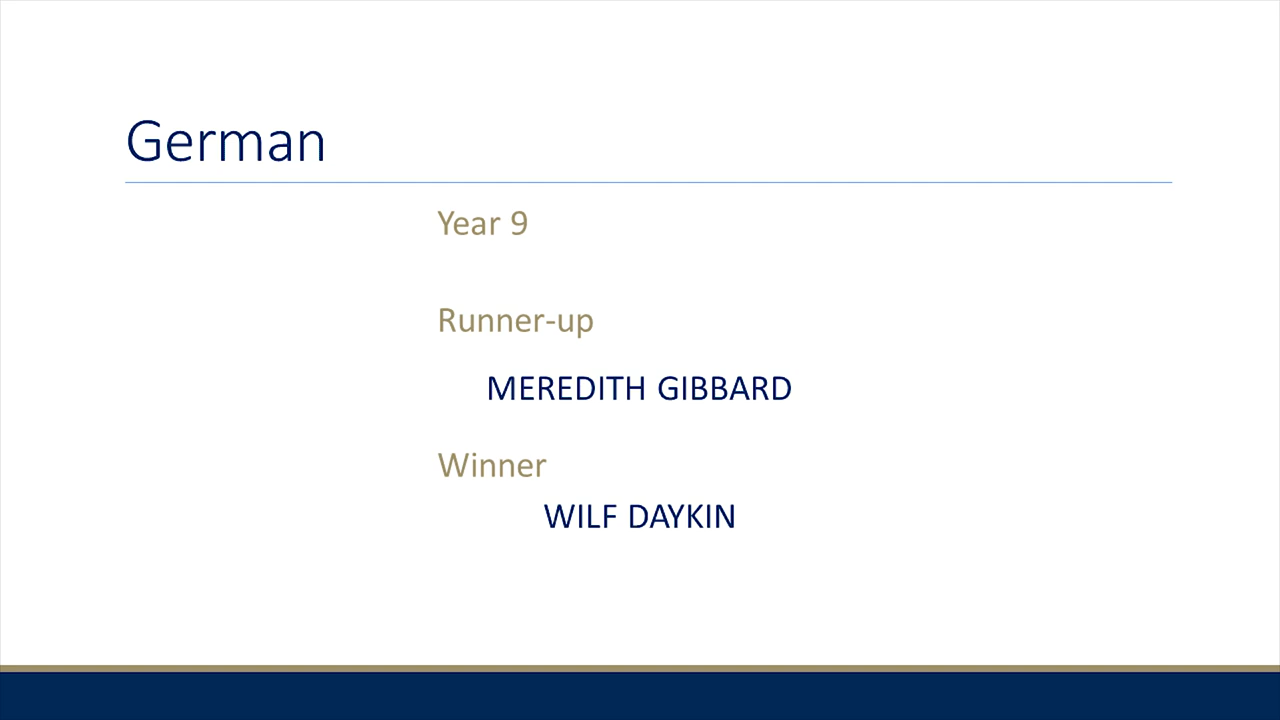 German
Year 9
Runner-up
MEREDITH GIBBARD
Winner
WILF DAYKIN